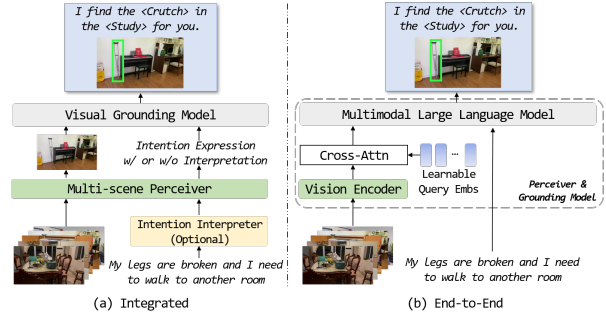 I find the <Crutch> in
the <Study> for you.
Visual Grounding Model
Intention Expression
w/ or w/o Interpretation
Multi-scene Perceiver
Intention Interpreter
(Optional)
My Legs are broken and I need
to walk to another room
(a) Integrated
I find the <Crutch> in
the <Study> for you.
Multimodal Large Language Model
Cross-Attn
...
Learnable
Query Embs
Vision Encoder
Perceiver &
Grounding Model
My Legs are broken and I need
to walk to another room
(b) End-to-End